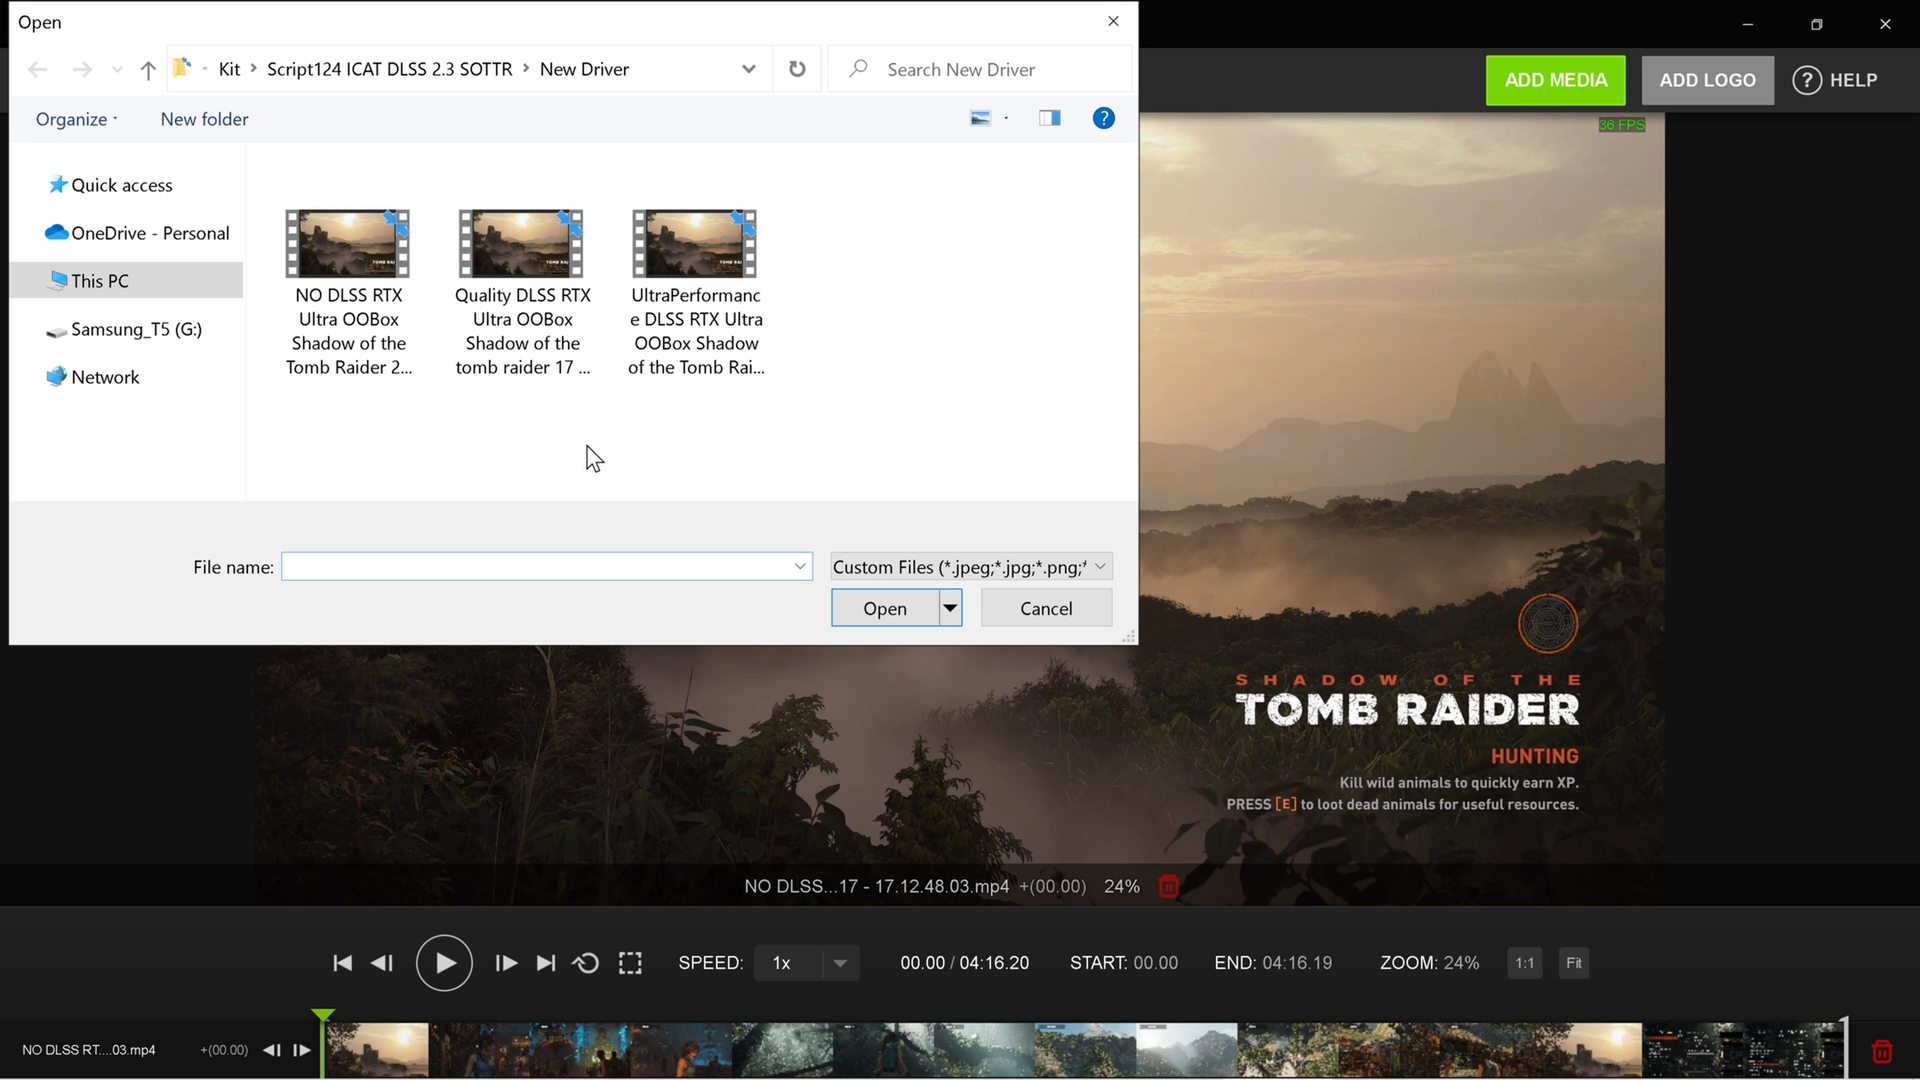 Open
Kit > Script124 ICAT DLSS 2.3 SOTTR > New Driver
Search New Driver
ADD MEDIA
ADD LOGO
? HELP
Organize
New folder
?
36 FPS
Quick access
OneDrive - Personal
This PC
Samsung_T5 (G:)
Network
NO DLSS RTX
Ultra OOBox
Shadow of the
Tomb Raider 2...
Quality DLSS RTX
Ultra OOBox
Shadow of the
tomb raider 17 ...
UltraPerformanc
e DLSS RTX Ultra
OOBox Shadow
of the Tomb Rai...
File name:
Custom Files (*.jpeg;*.jpg;*.png;*
Open
Cancel
SHADOW OF THE
TOMB RAIDER
HUNTING
Kill wild animals to quickly earn XP.
PRESS [E] to loot dead animals for useful resources.
NO DLSS...17 - 17.12.48.03.mp4 +(00.00) 24%
SPEED: 1x
00.00 / 04:16.20
START: 00.00
END: 04:16.19
ZOOM: 24%
1:1
Fit
NO DLSS RT....03.mp4
+(00.00)